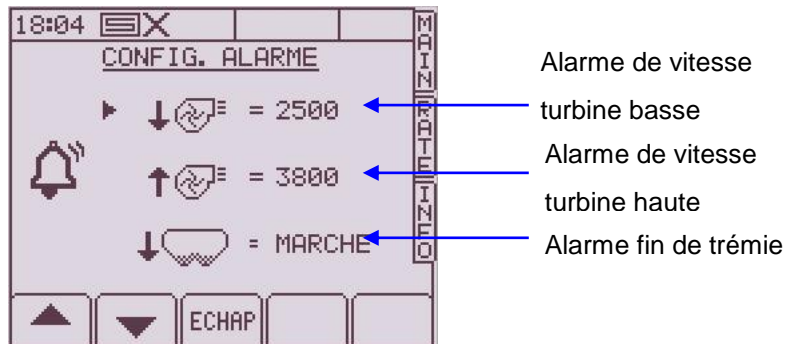 18:04
CONFIG. ALARME
= 2500
= 3800
= MARCHE
ECHAP
MAIN
RATE
INFO
Alarme de vitesse
turbine basse
Alarme de vitesse
turbine haute
Alarme fin de trémie